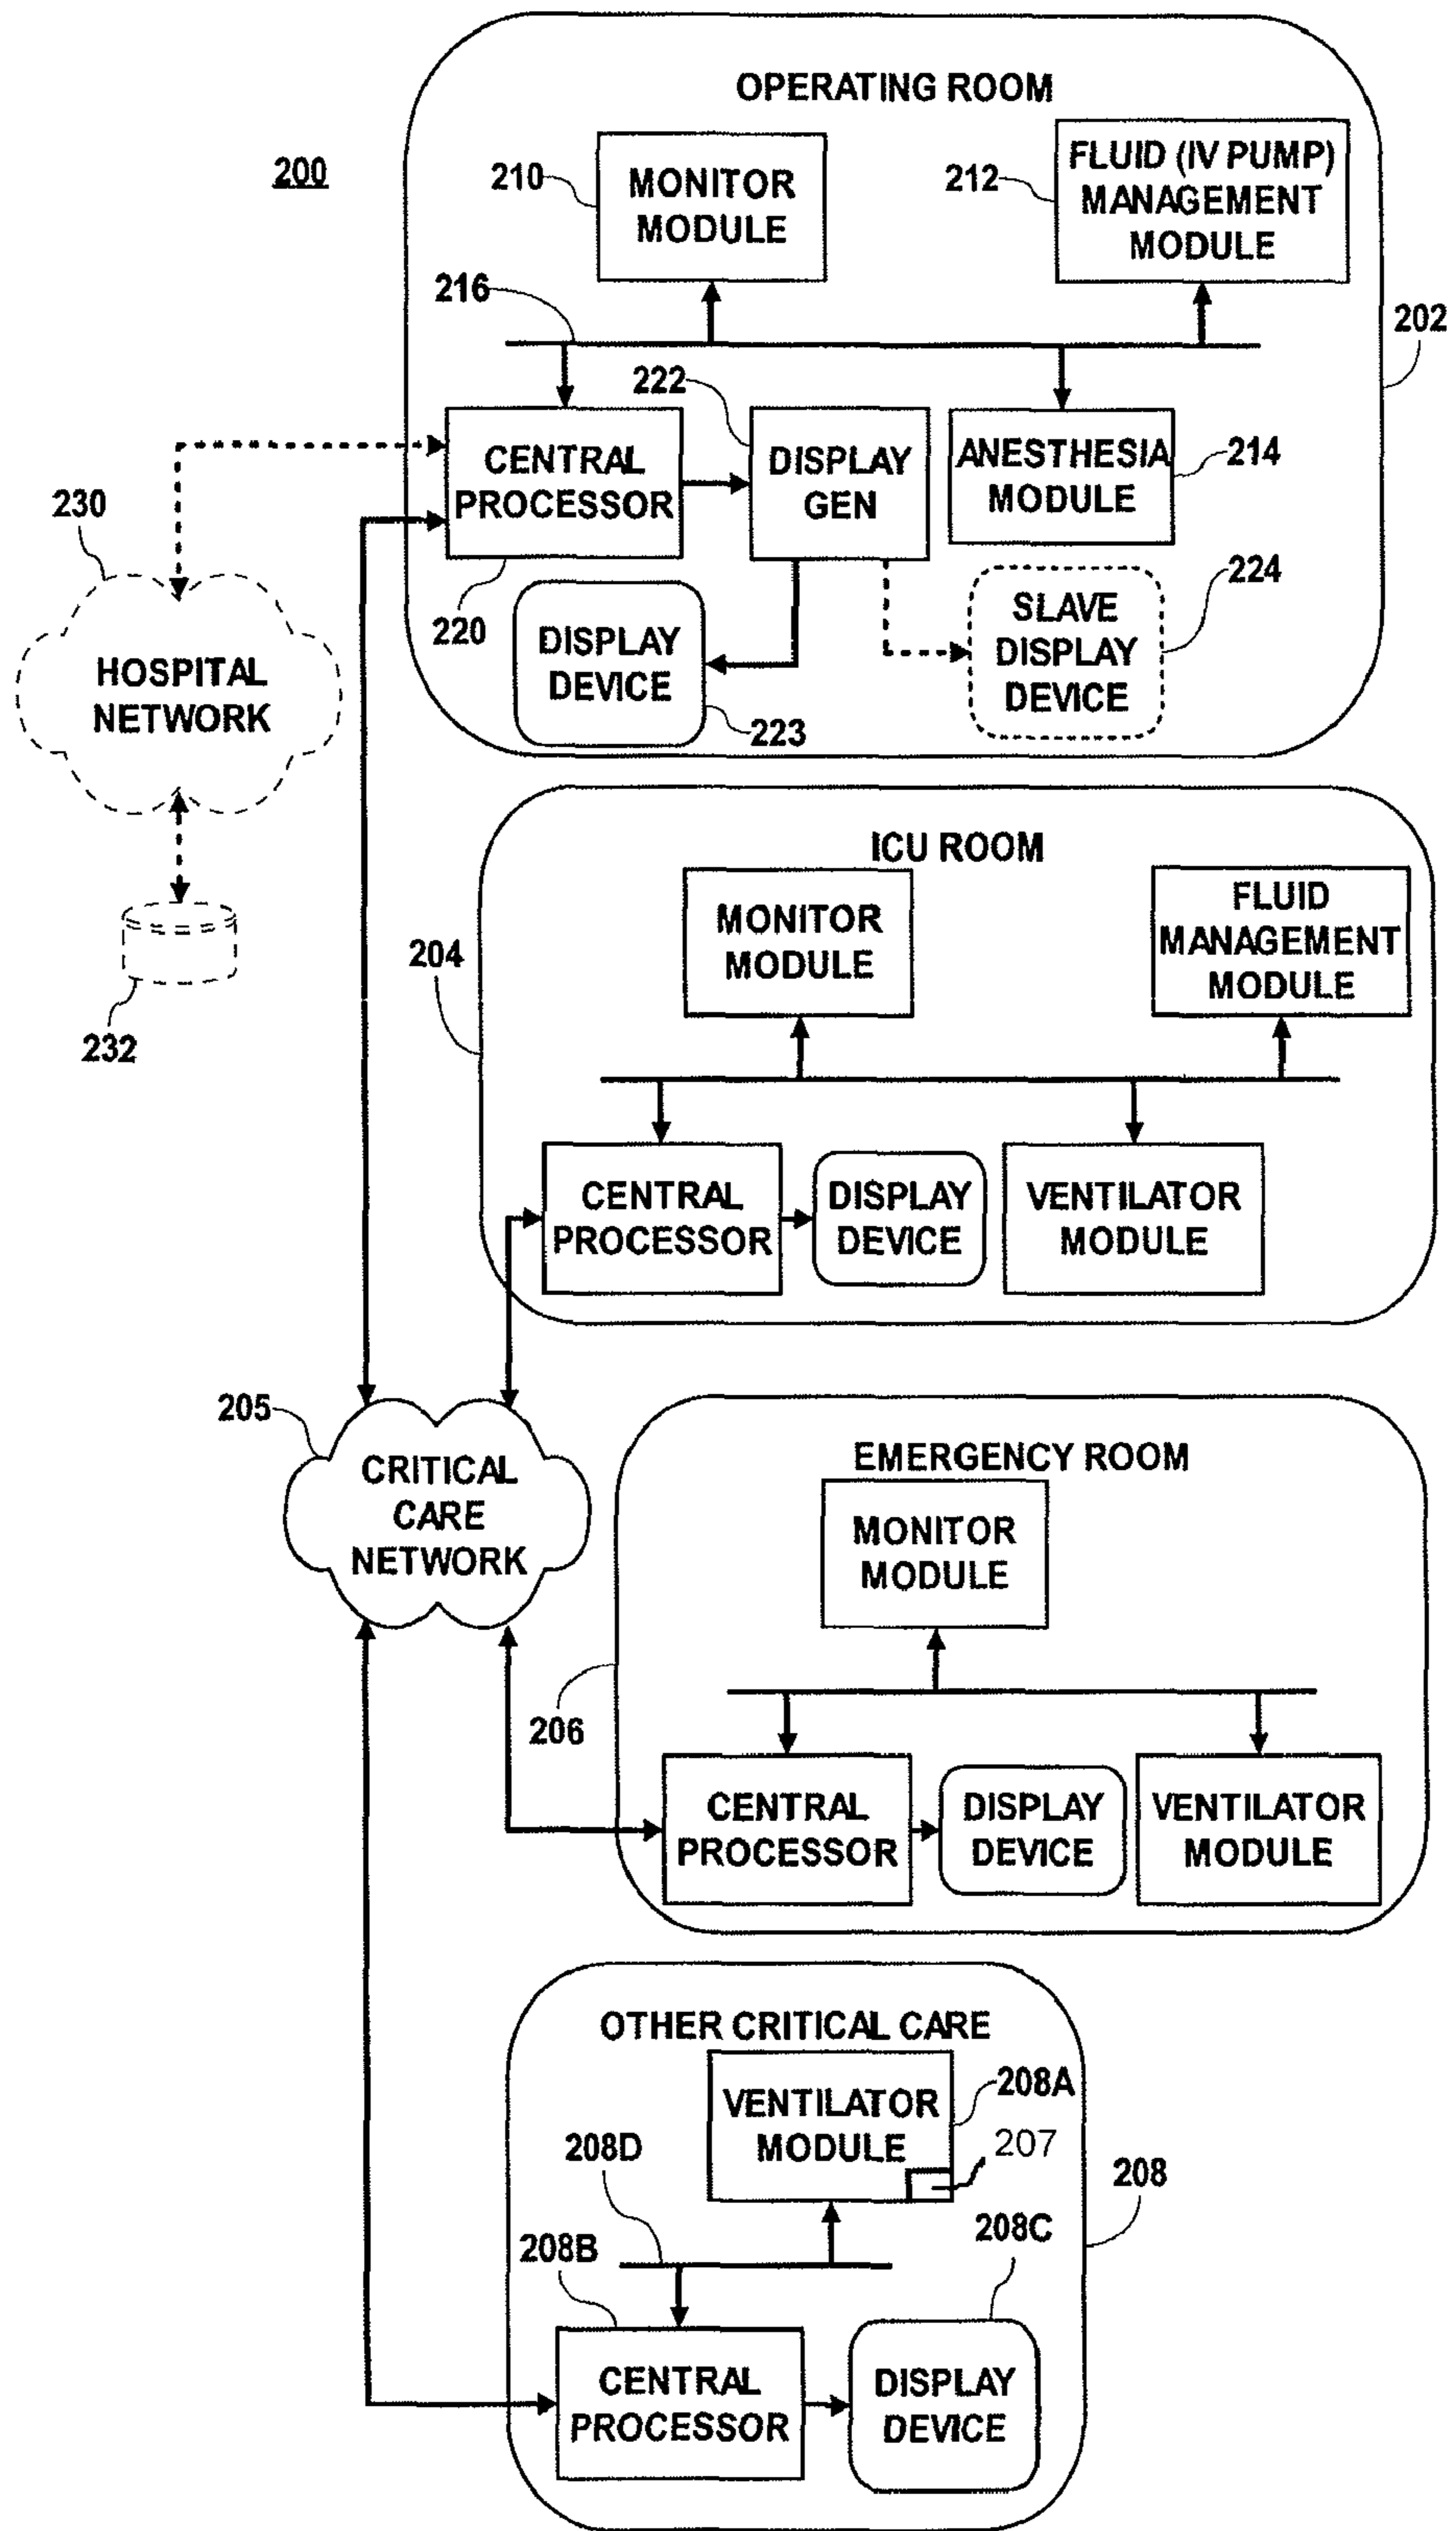 OPERATING ROOM
200
210
MONITOR
MODULE
212
FLUID (IV PUMP)
MANAGEMENT
MODULE
216
202
222
CENTRAL
PROCESSOR
DISPLAY
GEN
ANESTHESIA
MODULE
214
230
220
DISPLAY
DEVICE
223
SLAVE
DISPLAY
DEVICE
224
HOSPITAL
NETWORK
232
ICU ROOM
204
MONITOR
MODULE
FLUID
MANAGEMENT
MODULE
CENTRAL
PROCESSOR
DISPLAY
DEVICE
VENTILATOR
MODULE
205
CRITICAL
CARE
NETWORK
EMERGENCY ROOM
MONITOR
MODULE
206
CENTRAL
PROCESSOR
DISPLAY
DEVICE
VENTILATOR
MODULE
OTHER CRITICAL CARE
VENTILATOR
MODULE
208A
207
208D
208
208B
208C
CENTRAL
PROCESSOR
DISPLAY
DEVICE